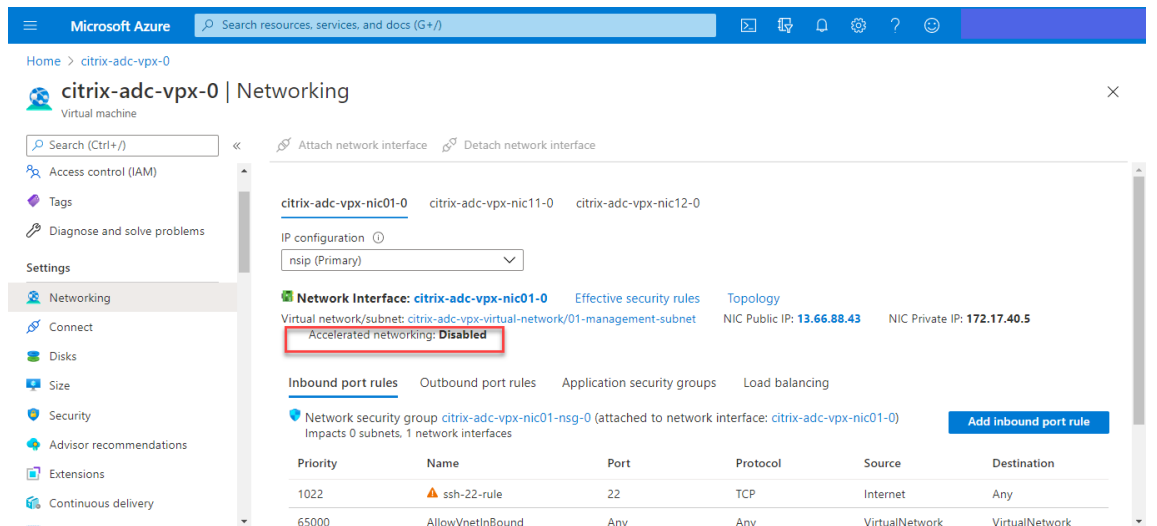 Microsoft Azure
Search resources, services, and docs (G+/)
Home > citrix-adc-vpx-0
citrix-adc-vpx-0 | Networking
Virtual machine
Search (Ctrl+/)
«
Attach network interface
Detach network interface
Access control (IAM)
Tags
Diagnose and solve problems
Settings
Networking
Connect
Disks
Size
Security
Advisor recommendations
Extensions
Continuous delivery
citrix-adc-vpx-nic01-0 citrix-adc-vpx-nic11-0 citrix-adc-vpx-nic12-0
IP configuration
nsip (Primary)
Network Interface: citrix-adc-vpx-nic01-0 Effective security rules Topology
Virtual network/subnet: citrix-adc-vpx-virtual-network/01-management-subnet NIC Public IP: 13.66.88.43 NIC Private IP: 172.17.40.5
Accelerated networking: Disabled
Inbound port rules Outbound port rules Application security groups Load balancing
Network security group citrix-adc-vpx-nic01-nsg-0 (attached to network interface: citrix-adc-vpx-nic01-0)
Impacts 0 subnets, 1 network interfaces
Add inbound port rule
Priority Name Port Protocol Source Destination
1022 ssh-22-rule 22 TCP Internet Any
65000 AllowVnetInBound Any Any VirtualNetwork VirtualNetwork